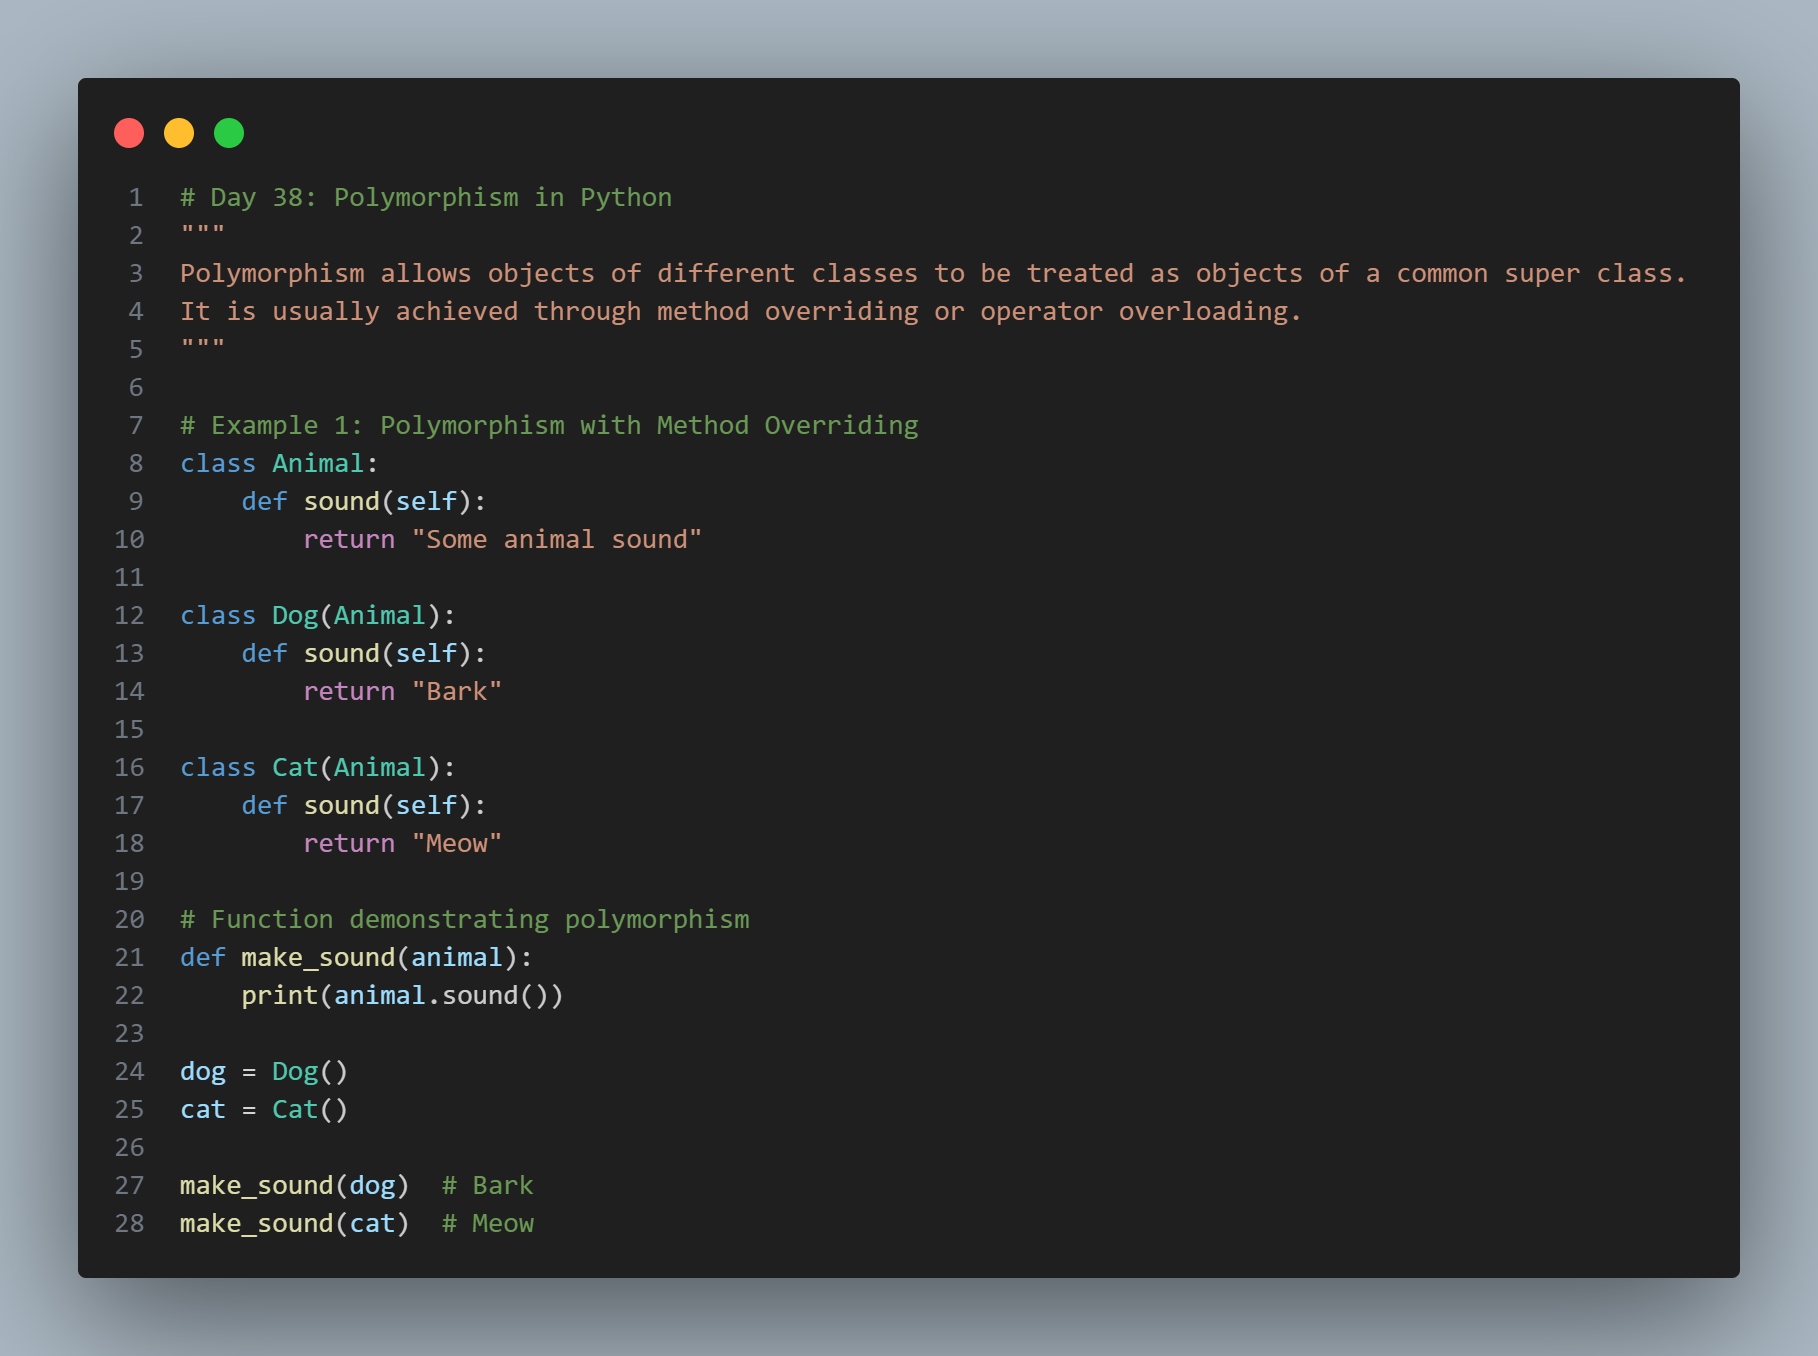 1 # Day 38: Polymorphism in Python
2 """
3 Polymorphism allows objects of different classes to be treated as objects of a common super class.
4 It is usually achieved through method overriding or operator overloading.
5 """
6
7 # Example 1: Polymorphism with Method Overriding
8 class Animal:
9     def sound(self):
10         return "Some animal sound"
11
12 class Dog(Animal):
13     def sound(self):
14         return "Bark"
15
16 class Cat(Animal):
17     def sound(self):
18         return "Meow"
19
20 # Function demonstrating polymorphism
21 def make_sound(animal):
22     print(animal.sound())
23
24 dog = Dog()
25 cat = Cat()
26
27 make_sound(dog)  # Bark
28 make_sound(cat)  # Meow